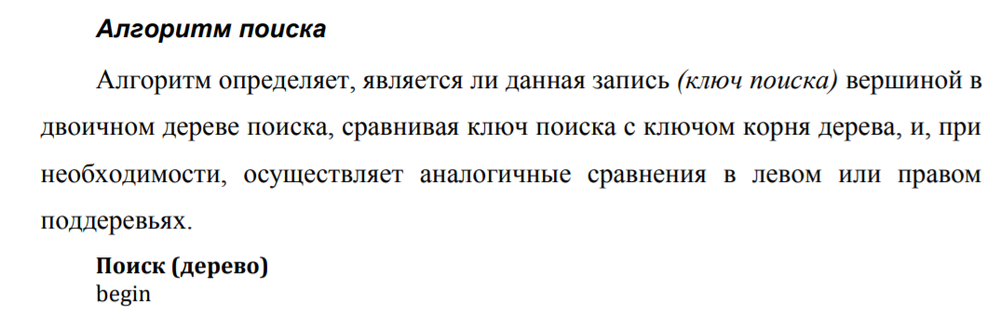 Алгоритм поиска
Алгоритм определяет, является ли данная запись (ключ поиска) вершиной в
двоичном дереве поиска, сравнивая ключ поиска с ключом корня дерева, и, при
необходимости, осуществляет аналогичные сравнения в левом или правом
поддеревьях.
Поиск (дерево)
begin